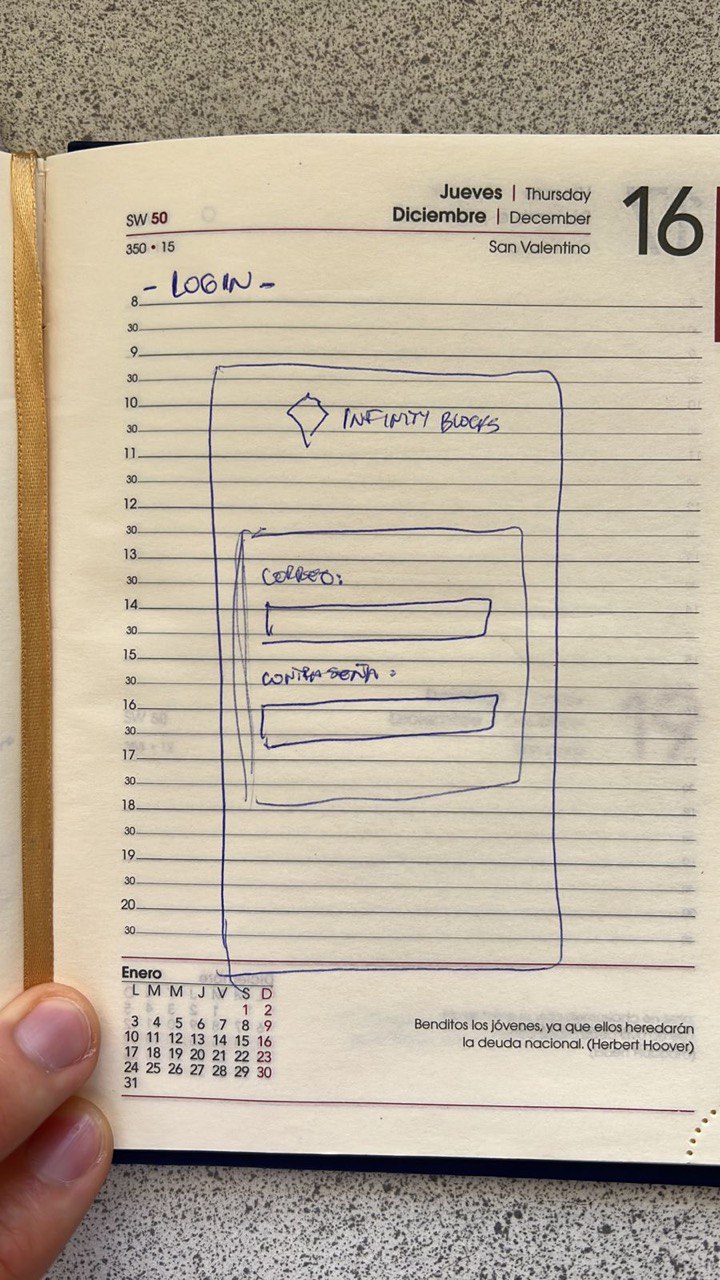 Jueves | Thursday
SW 50
Diciembre | December
16
350 • 15
San Valentino
- LOGIN -
8
30
9
30
10
INFINITY BLOCKS
30
11
30
12
30
13
CORREO:
30
14
30
15
CONTRASEÑA:
30
16
30
17
30
18
30
19
30
20
30
Enero
L M M J V S D
1 2
3 4 5 6 7 8 9
10 11 12 13 14 15 16
17 18 19 20 21 22 23
24 25 26 27 28 29 30
31
Benditos los jóvenes, ya que ellos heredarán
la deuda nacional. (Herbert Hoover)